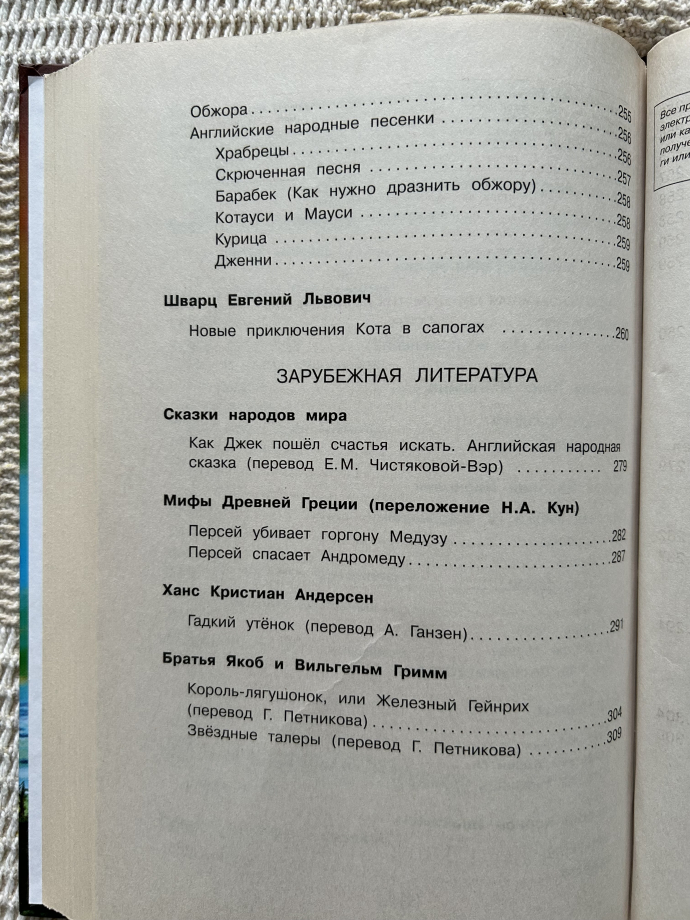 Обжора........................................255
Английские народные песенки ....................256
Храбрецы........................................256
Скрюченная песня ...............................257
Барабек (Как нужно дразнить обжору).............258
Котауси и Мауси ................................258
Курица .........................................259
Дженни..........................................259
Шварц Евгений Львович
Новые приключения Кота в сапогах ...............260
ЗАРУБЕЖНАЯ ЛИТЕРАТУРА
Сказки народов мира
Как Джек пошёл счастья искать. Английская народная
сказка (перевод Е.М. Чистяковой-Вэр) ........... 279
Мифы Древней Греции (переложение Н.А. Кун)
Персей убивает горгону Медузу ..................282
Персей спасает Андромеду........................287
Ханс Кристиан Андерсен
Гадкий утёнок (перевод А. Ганзен)...............291
Братья Якоб и Вильгельм Гримм
Король-лягушонок, или Железный Гейнрих
(перевод Г. Петникова)..........................304
Звёздные талеры (перевод Г. Петникова) .........309
Все
или
ги или